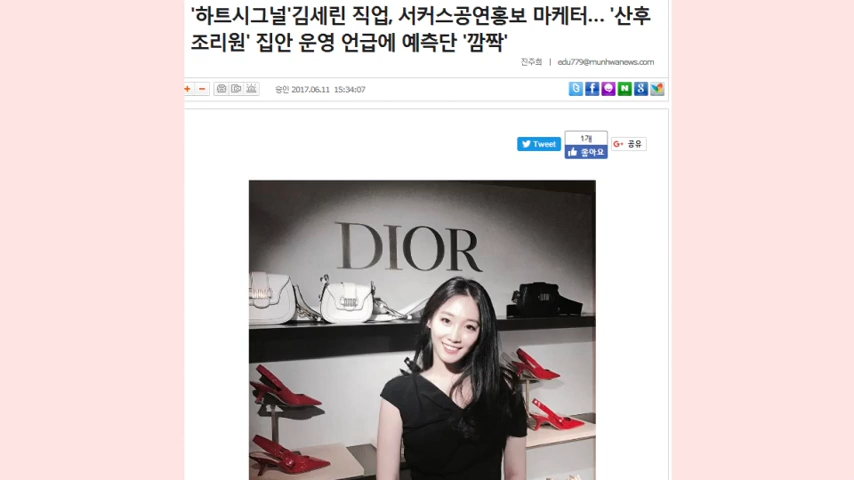 '하트시그널'김세린 직업, 서커스공연홍보 마케터... '산후
조리원' 집안 운영 언급에 예측단 '깜짝'
진주희 | edu779@munhwanews.com
승인 2017.06.11 15:34:07
Tweet
1개
좋아요
G+ 공유
DIOR